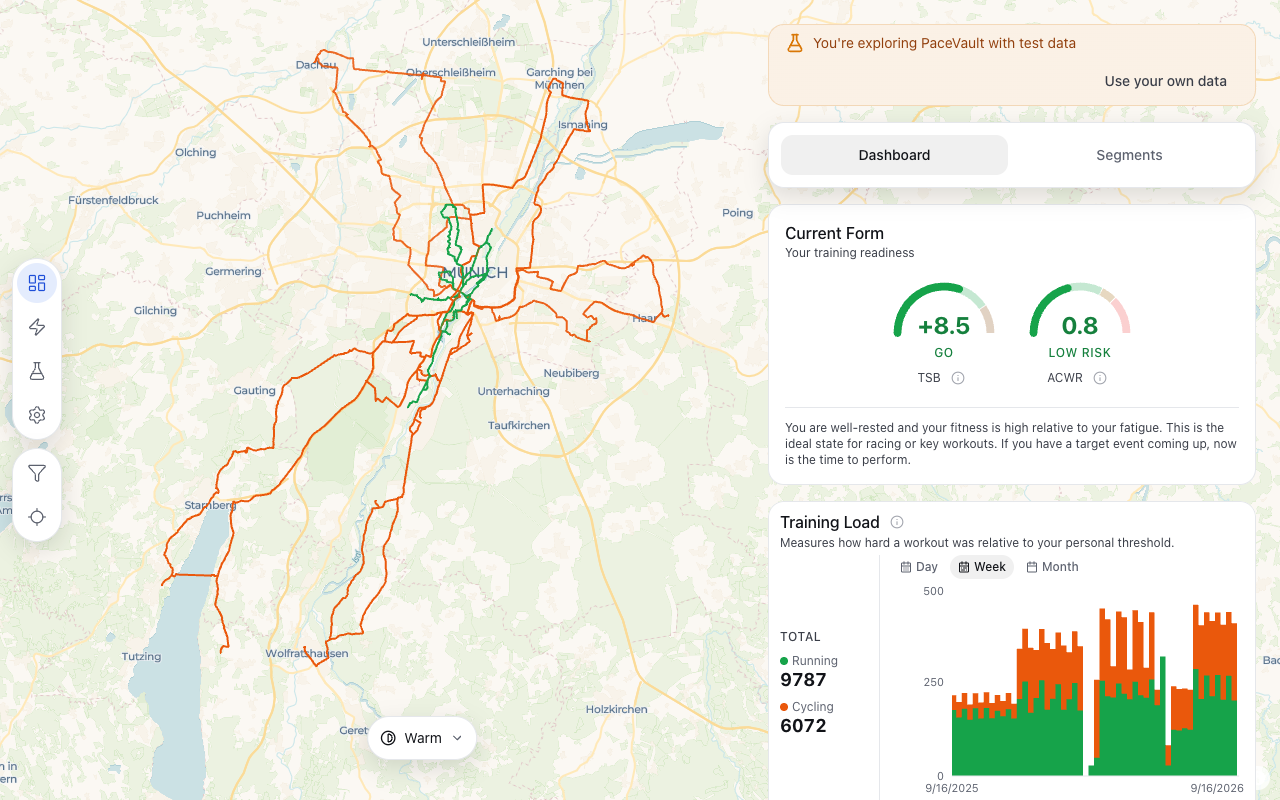 Unterschleißheim
Dachau
Oberschleißheim
Garching bei
München
Ismaning
Olching
Fürstenfeldbruck
Puchheim
Poing
MUNICH
Germering
Gilching
Haar
Neubiberg
Gauting
Unterhaching
Taufkirchen
Starnberg
Isar
Tutzing
Wolfratshausen
Holzkirchen
Warm
You're exploring PaceVault with test data
Use your own data
Dashboard
Segments
Current Form
Your training readiness
+8.5
0.8
GO
LOW RISK
TSB
ACWR
You are well-rested and your fitness is high relative to your fatigue. This is the
ideal state for racing or key workouts. If you have a target event coming up, now
is the time to perform.
Training Load
Measures how hard a workout was relative to your personal threshold.
Day
Week
Month
TOTAL
Running
9787
Cycling
6072
500
250
0
9/16/2025
9/16/2026